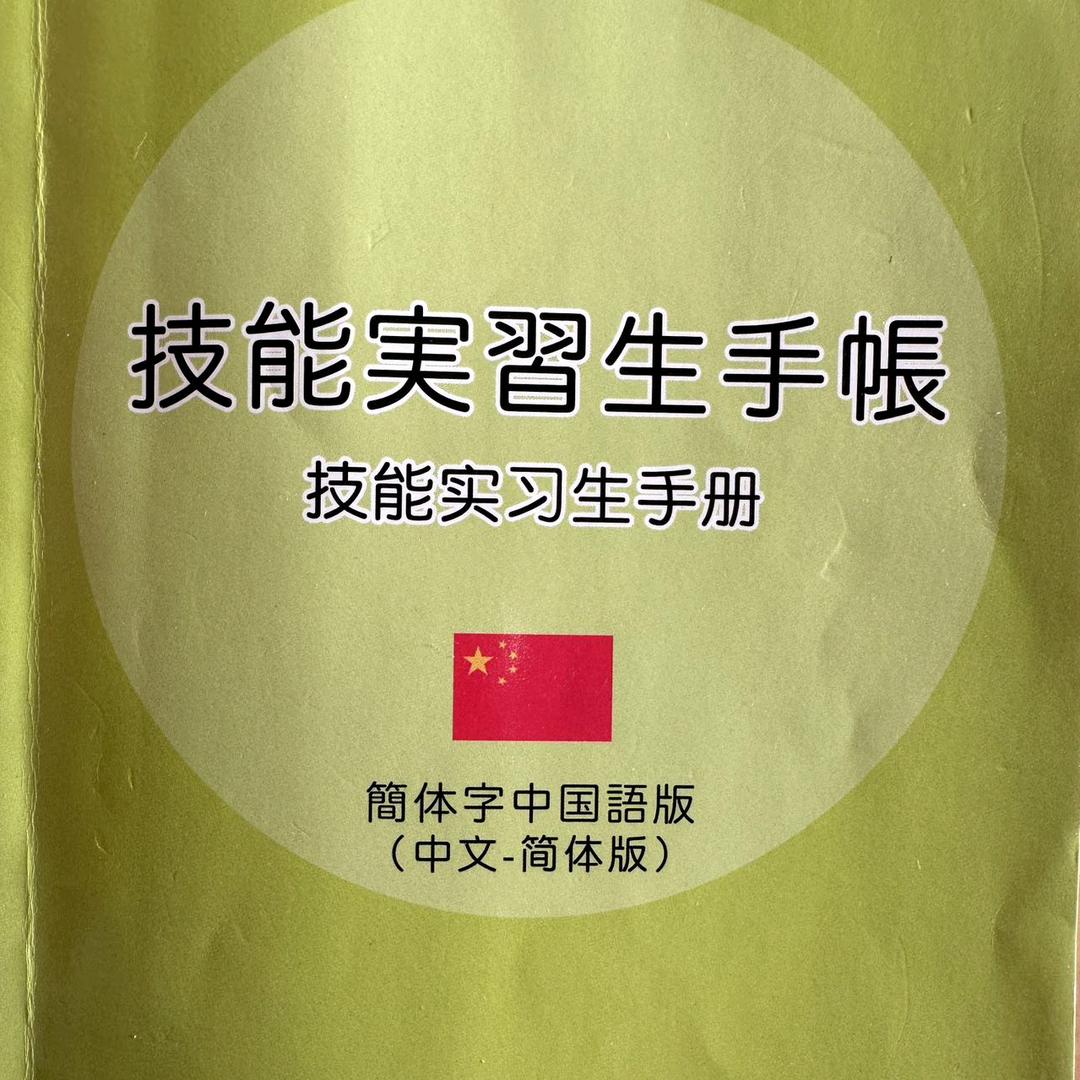 技能実習生手帳
技能实习生手册
簡体字中国語版
（中文-简体版）